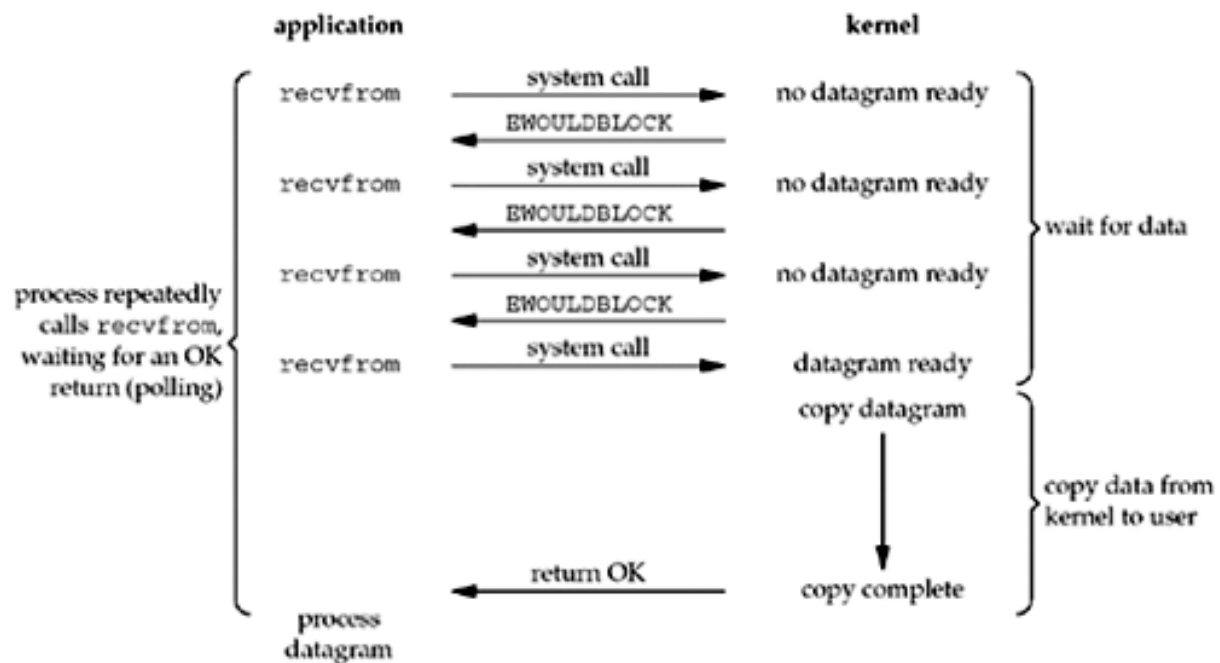 application
kernel
recvfrom
system call
no datagram ready
EWOULDBLOCK
recvfrom
system call
no datagram ready
EWOULDBLOCK
wait for data
recvfrom
system call
no datagram ready
process repeatedly
calls recvfrom,
waiting for an OK
return (polling)
EWOULDBLOCK
recvfrom
system call
datagram ready
copy datagram
copy data from
kernel to user
return OK
copy complete
process
datagram